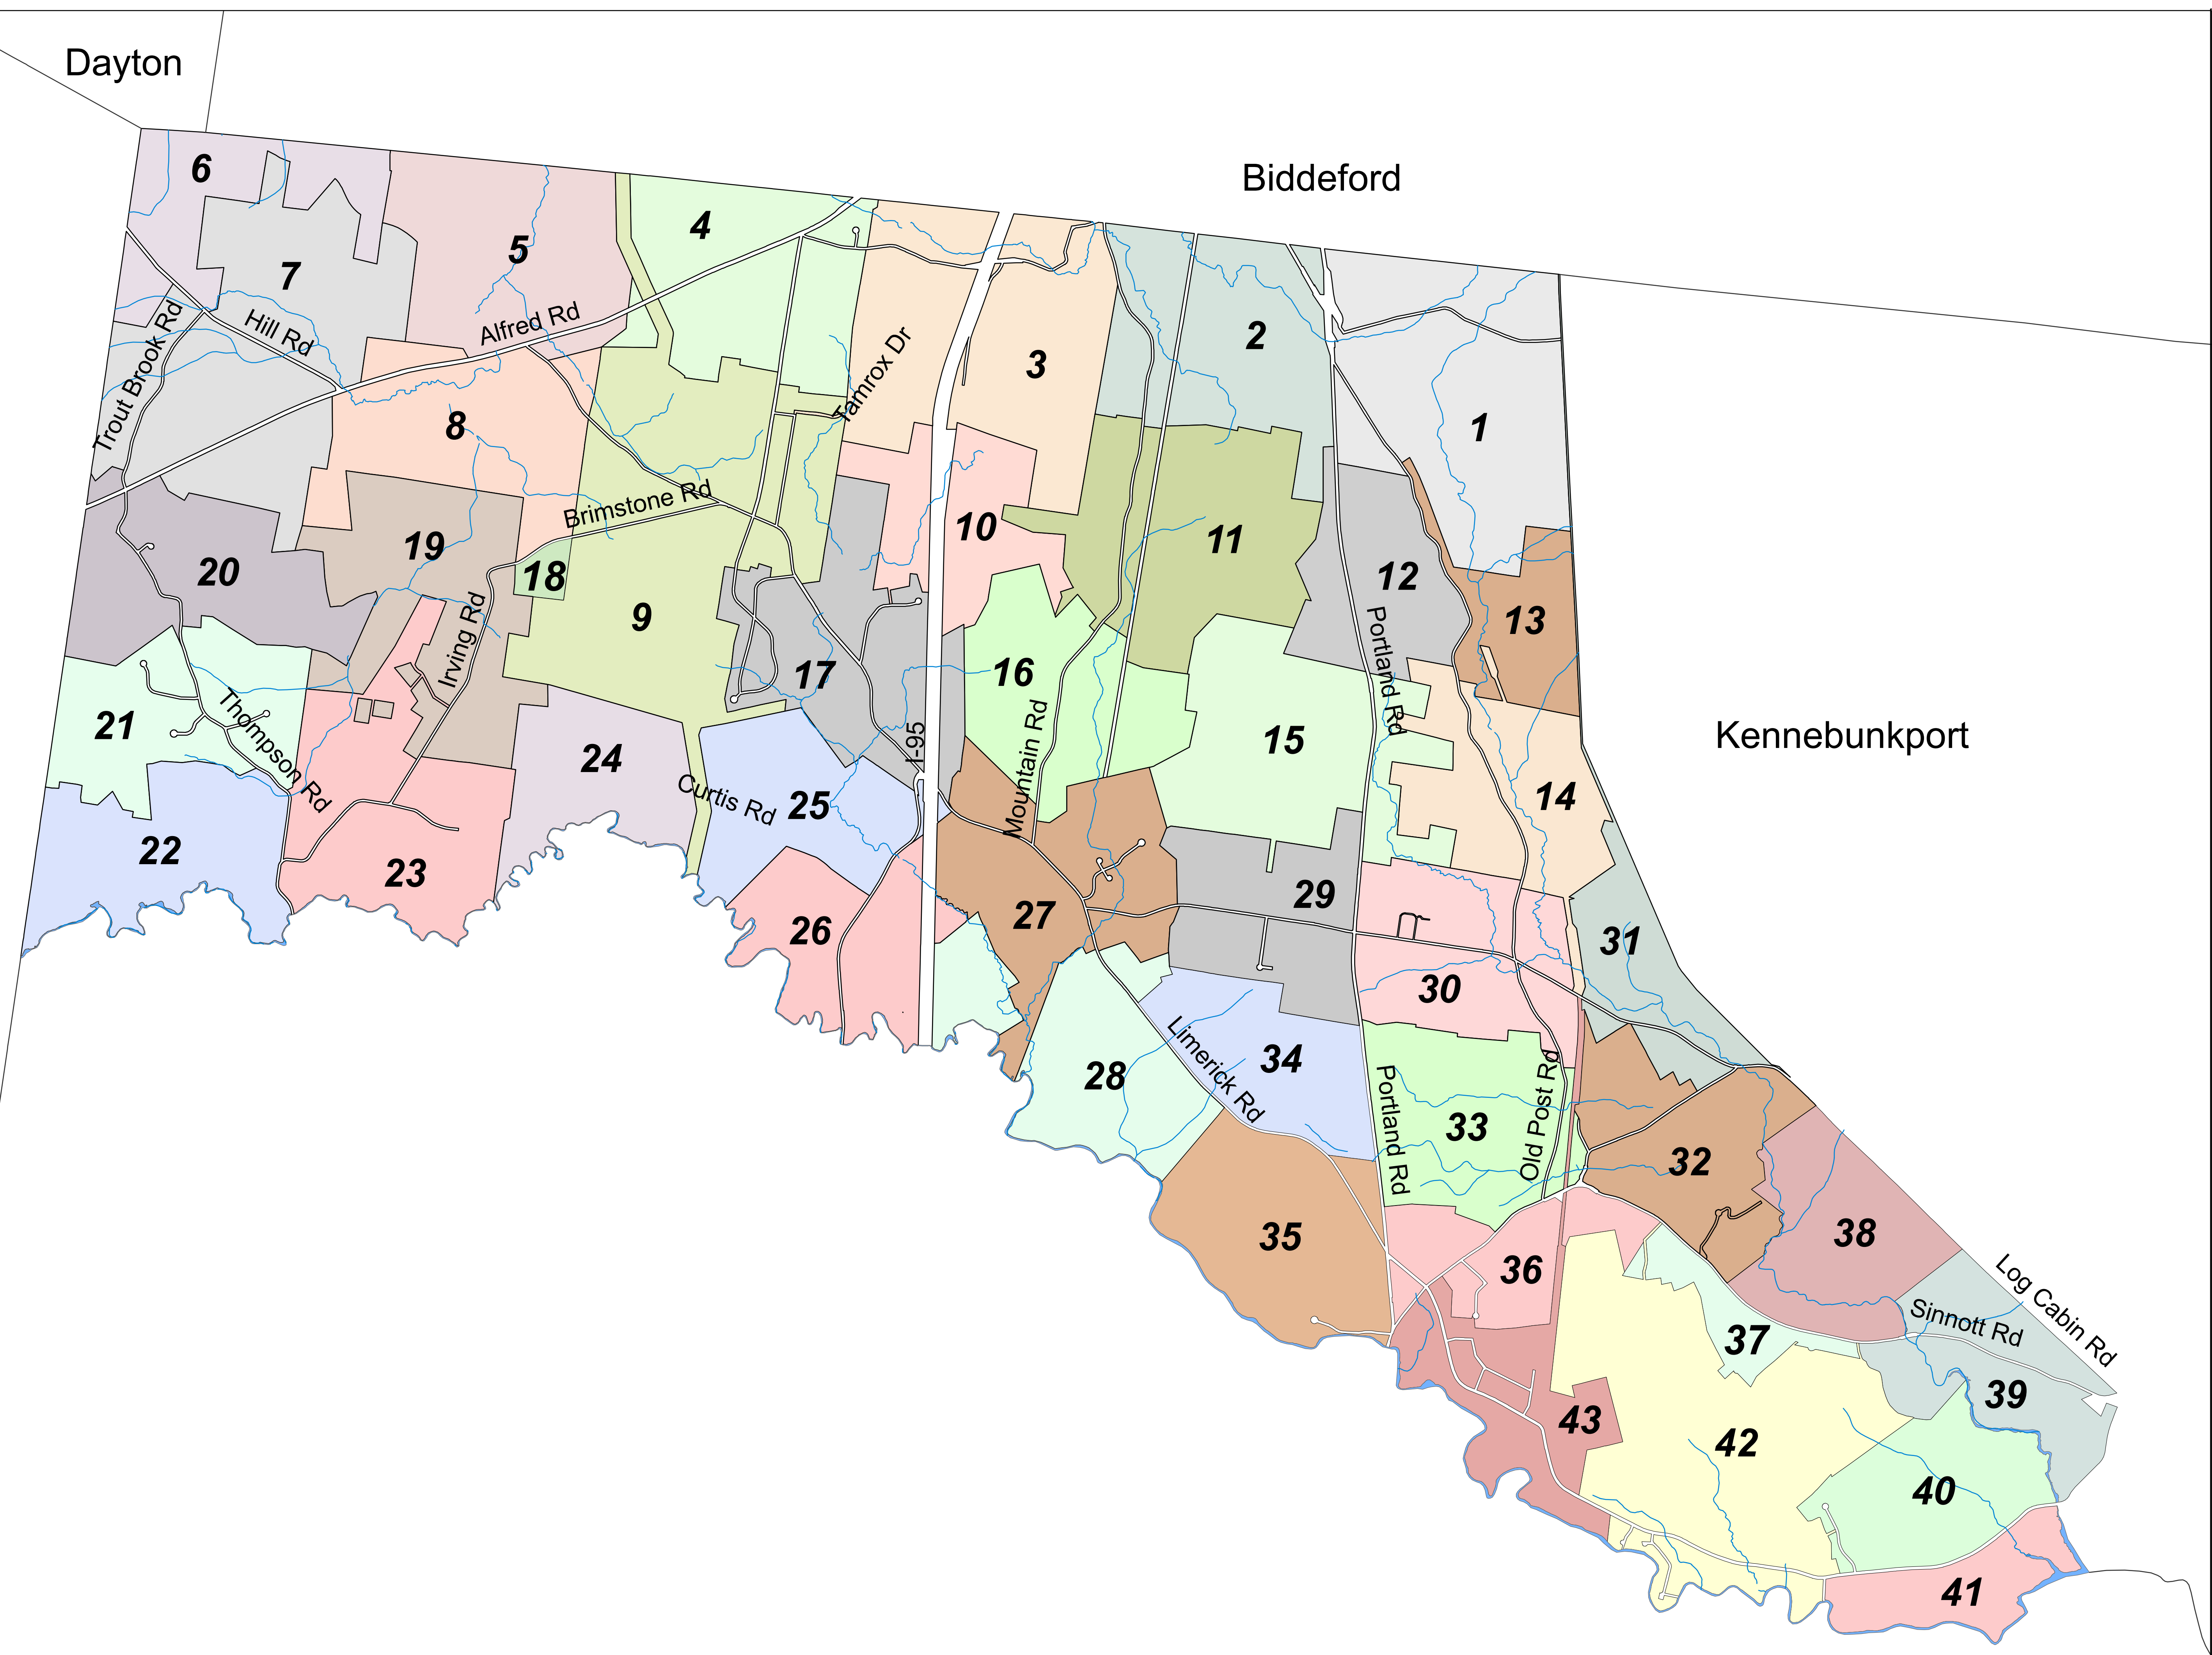 Dayton
Biddeford
6
4
5
7
Alfred Rd
Hill Rd
2
3
Tamrox Dr
Trout Brook Rd
8
1
Brimstone Rd
10
11
19
20
18
12
9
13
Irving Rd
17
16
Portland Rd
21
Thompson Rd
24
I-95
Mountain Rd
15
Kennebunkport
Curtis Rd
25
14
22
23
26
27
29
31
30
28
Limerick Rd
34
Portland Rd
33
Old Post Rd
32
35
36
38
Log Cabin Rd
Sinnott Rd
37
39
43
42
40
41